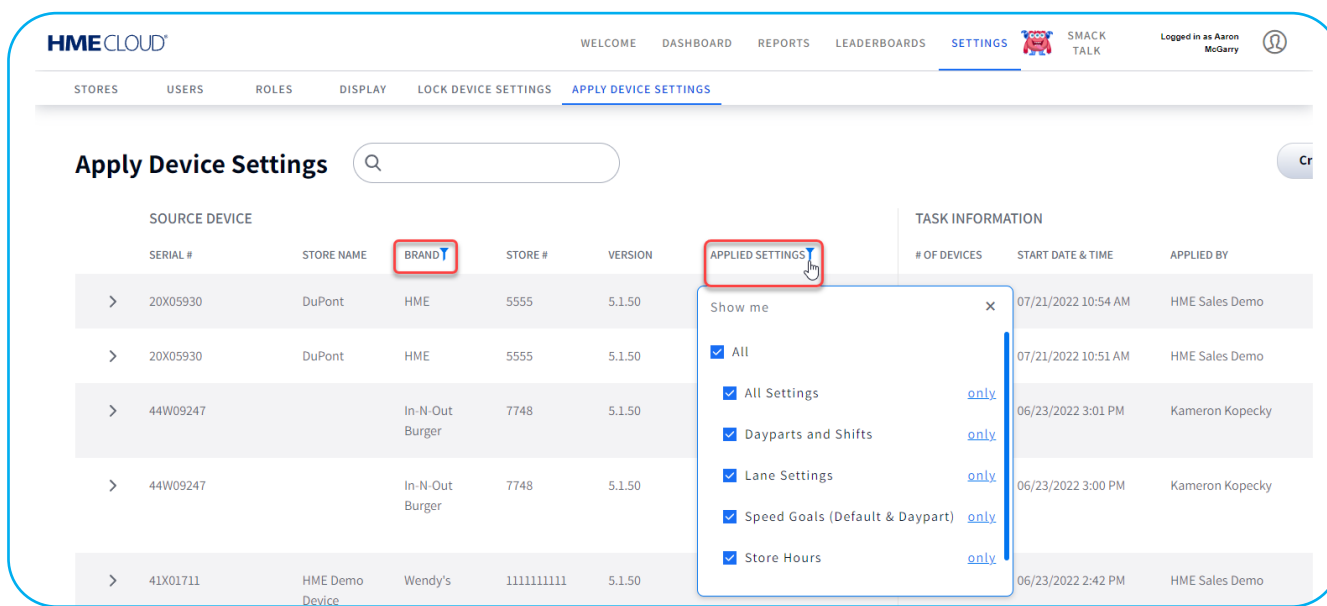 HME CLOUD®
WELCOME DASHBOARD REPORTS LEADERBOARDS SETTINGS SMACK TALK Logged in as Aaron McGarry
STORES USERS ROLES DISPLAY LOCK DEVICE SETTINGS APPLY DEVICE SETTINGS
Apply Device Settings
Cr
SOURCE DEVICE TASK INFORMATION
SERIAL # STORE NAME BRAND STORE # VERSION APPLIED SETTINGS # OF DEVICES START DATE & TIME APPLIED BY
20X05930 DuPont HME 5555 5.1.50 07/21/2022 10:54 AM HME Sales Demo
20X05930 DuPont HME 5555 5.1.50 07/21/2022 10:51 AM HME Sales Demo
44W09247 In-N-Out Burger 7748 5.1.50 06/23/2022 3:01 PM Kameron Kopecky
44W09247 In-N-Out Burger 7748 5.1.50 06/23/2022 3:00 PM Kameron Kopecky
41X01711 HME Demo Device Wendy's 1111111111 5.1.50 06/23/2022 2:42 PM HME Sales Demo
Show me
All
All Settings only
Dayparts and Shifts only
Lane Settings only
Speed Goals (Default & Daypart) only
Store Hours only